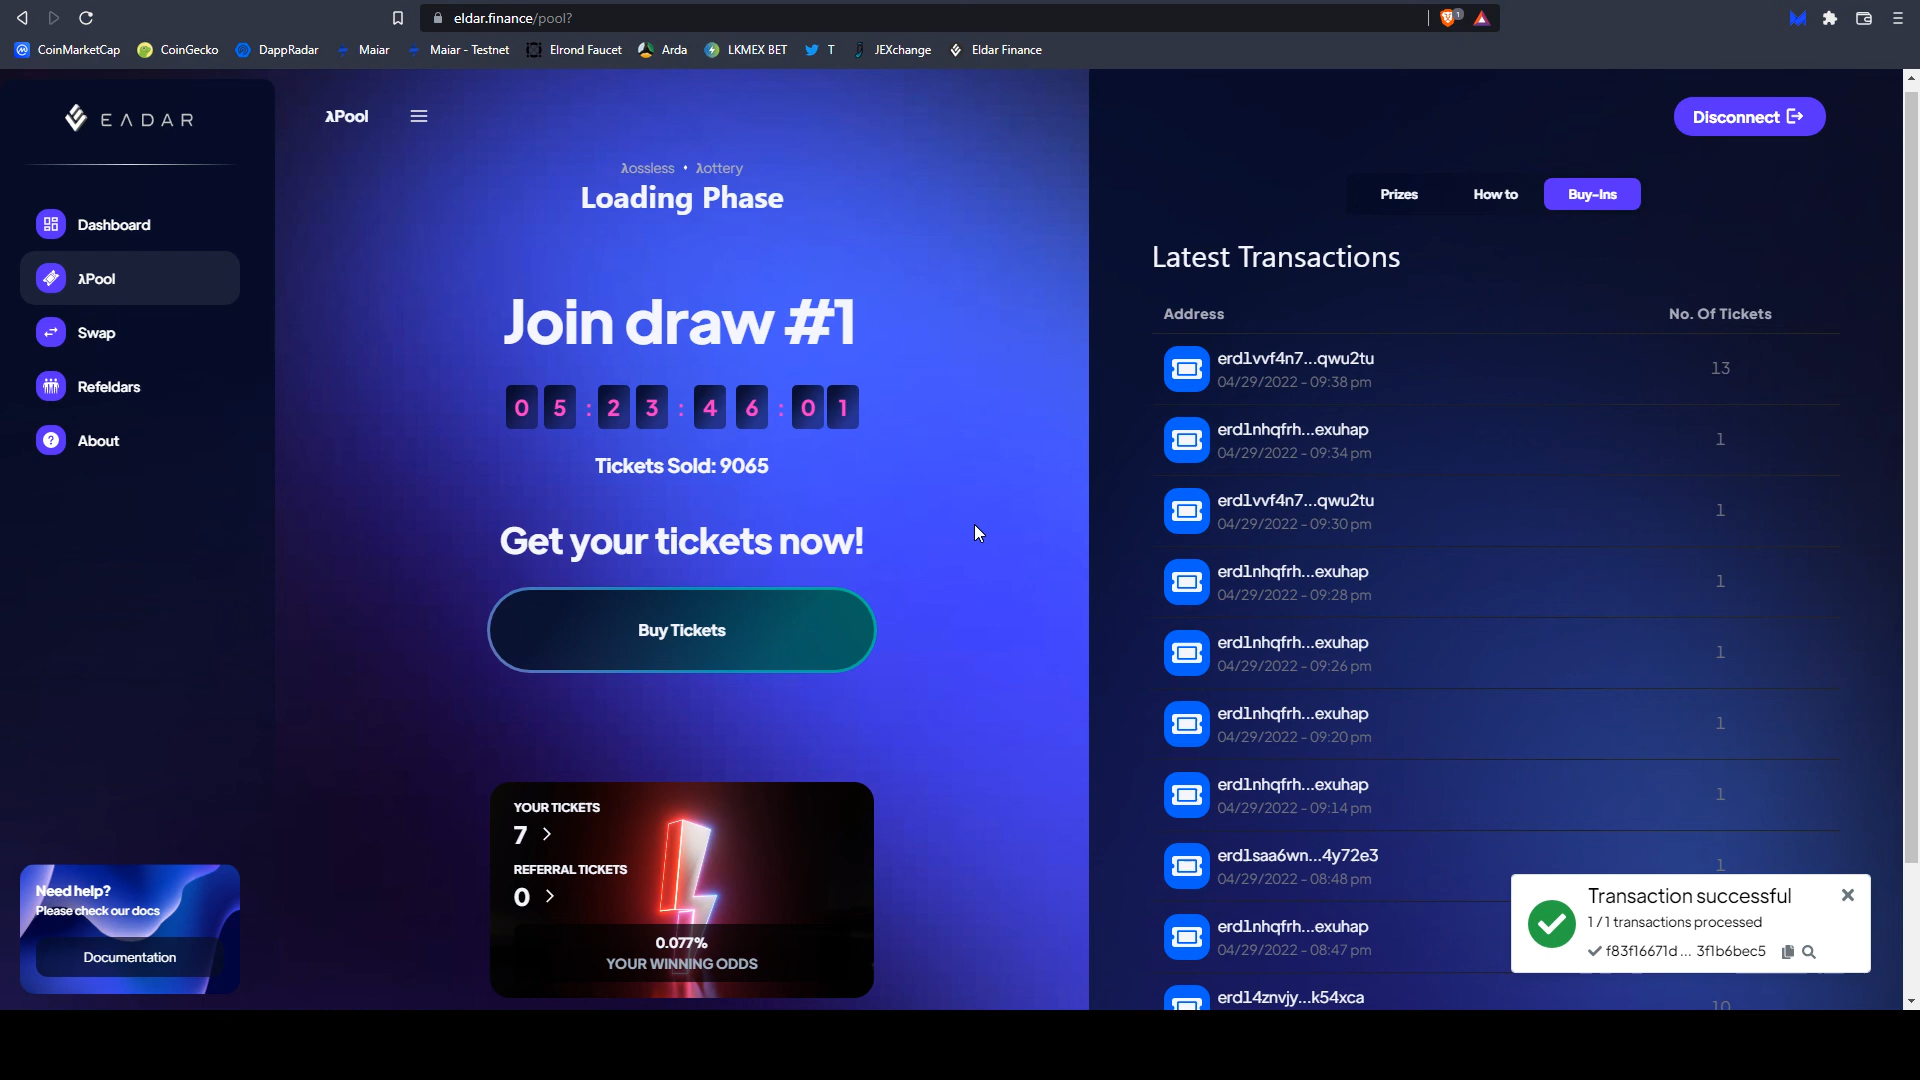 eldar.finance/pool?
1
CoinMarketCap CoinGecko DappRadar Maiar Maiar - Testnet Elrond Faucet Arda LKMEX BET T JEXchange Eldar Finance
EΛDAR
Dashboard
λPool
Swap
Refeldars
About
Need help?
Please check our docs
Documentation
λPool
λossless • λottery
Loading Phase
Join draw #1
05 : 23 : 46 : 01
Tickets Sold: 9065
Get your tickets now!
Buy Tickets
YOUR TICKETS
7 >
REFERRAL TICKETS
0 >
0.077%
YOUR WINNING ODDS
Disconnect
Prizes How to Buy-Ins
Latest Transactions
Address No. Of Tickets
erd1vvf4n7...qwu2tu 13
04/29/2022 - 09:38 pm
erd1nhqfrh...exuhap 1
04/29/2022 - 09:34 pm
erd1vvf4n7...qwu2tu 1
04/29/2022 - 09:30 pm
erd1nhqfrh...exuhap 1
04/29/2022 - 09:28 pm
erd1nhqfrh...exuhap 1
04/29/2022 - 09:26 pm
erd1nhqfrh...exuhap 1
04/29/2022 - 09:20 pm
erd1nhqfrh...exuhap 1
04/29/2022 - 09:14 pm
erd1saa6wn...4y72e3 1
04/29/2022 - 08:48 pm
erd1nhqfrh...exuhap
04/29/2022 - 08:47 pm
erd14znvjy...k54xca 10
Transaction successful
1 / 1 transactions processed
f83f16671d ... 3f1b6bec5